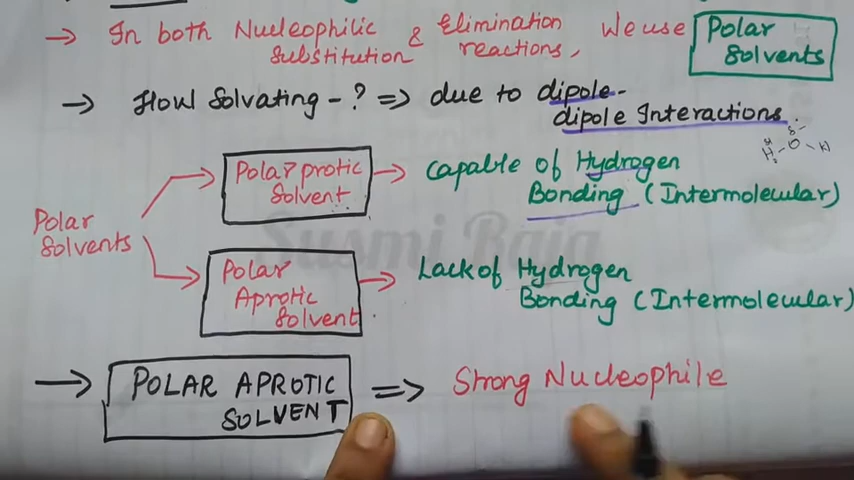 → In both Nucleophilic & Elimination We use Polar
substitution reactions, Solvents
→ How Solvating - ? ⇒ due to dipole-
dipole Interactions.
δ-
H - O - H
Polar protic Solvent → capable of Hydrogen
Bonding (Intermolecular)
Polar Solvents
Polar Aprotic Solvent → Lack of Hydrogen
Bonding (Intermolecular)
Susmi Raja
→ POLAR APROTIC SOLVENT ⇒ Strong Nucleophile